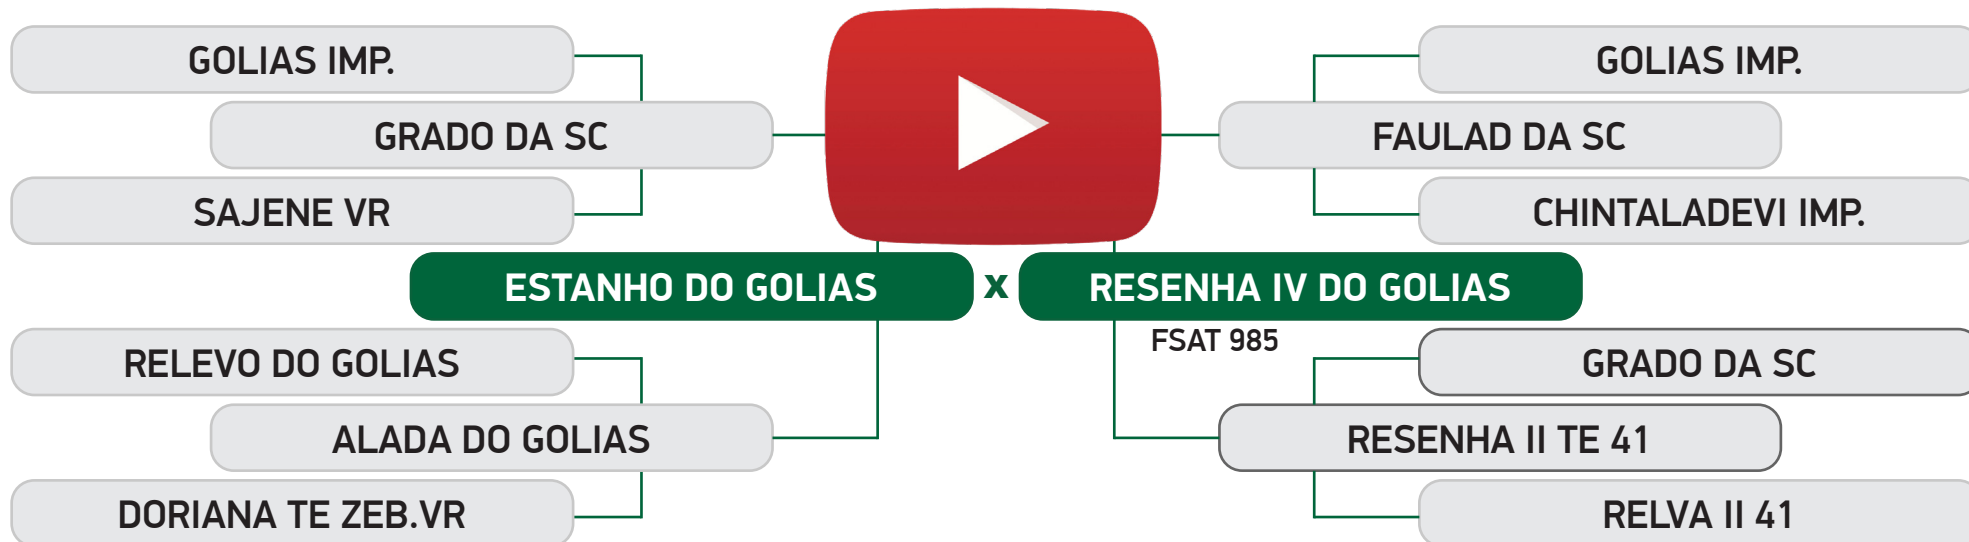 GOLIAS IMP.
GOLIAS IMP.
GRADO DA SC
FAULAD DA SC
SAJENE VR
CHINTALADEVI IMP.
ESTANHO DO GOLIAS x RESENHA IV DO GOLIAS
FSAT 985
RELEVO DO GOLIAS
GRADO DA SC
ALADA DO GOLIAS
RESENHA II TE 41
DORIANA TE ZEB.VR
RELVA II 41